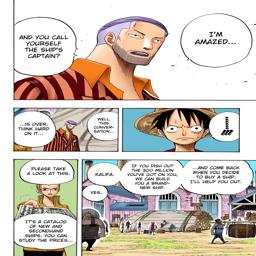 I'M
AMAZED...
AND YOU CALL
YOURSELF
THE SHIP'S
CAPTAIN?
!!!!
WELL,
THIS
CONVER-
SATION...
...IS OVER.
THINK HARD
ON IT...
...AND COME BACK
WHEN YOU DECIDE
TO BUY A SHIP.
I'LL HELP YOU OUT.
IF YOU DISH OUT
THE 300 MILLION
YOU'VE GOT ON YOU,
WE CAN BUILD
YOU A BRAND-
NEW SHIP.
KALIFA.
YES.
PLEASE TAKE
A LOOK AT THIS.
IT'S A CATALOG
OF NEW AND
SECONDHAND
SHIPS. YOU CAN
STUDY THE PRICES...